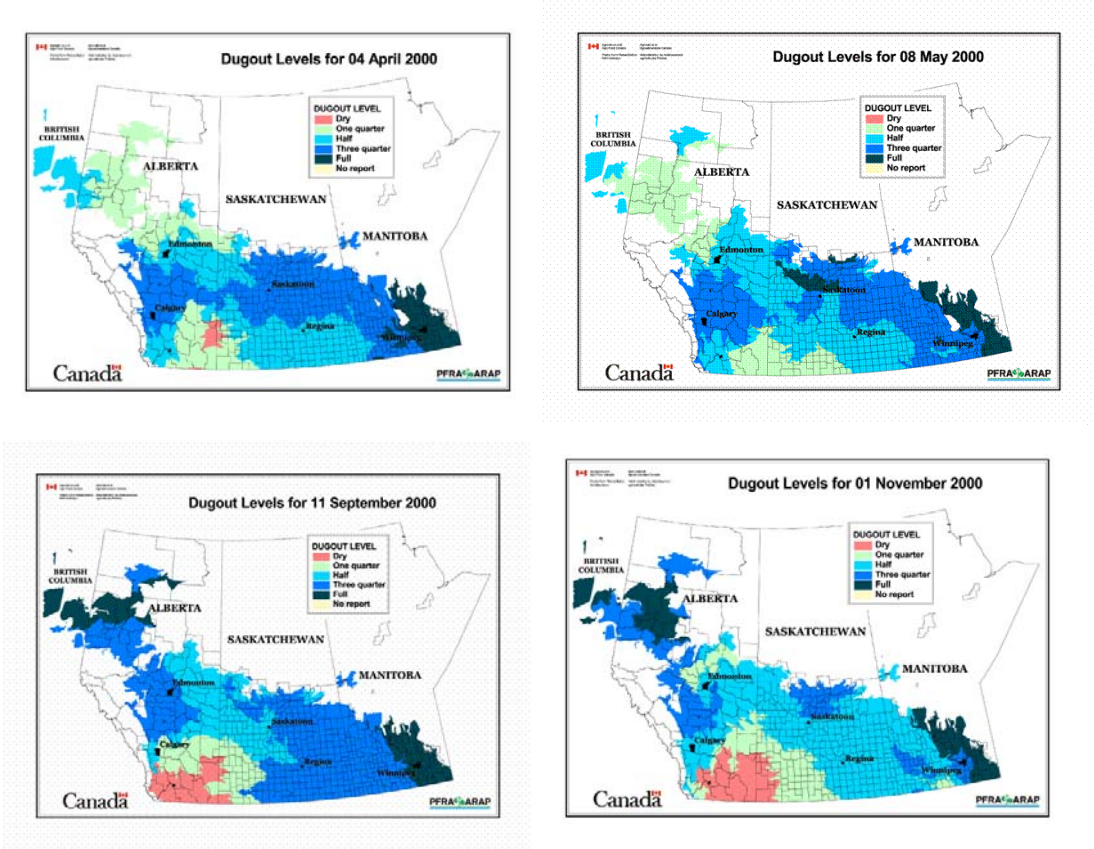 Dugout Levels for 04 April 2000
DUGOUT LEVEL
Dry
One quarter
Half
Three quarter
Full
No report
BRITISH
COLUMBIA
ALBERTA
SASKATCHEWAN
MANITOBA
Edmonton
Saskatoon
Calgary
Regina
Winnipeg
Canada
PFRA ARAP
Dugout Levels for 08 May 2000
DUGOUT LEVEL
Dry
One quarter
Half
Three quarter
Full
No report
BRITISH
COLUMBIA
ALBERTA
SASKATCHEWAN
MANITOBA
Edmonton
Saskatoon
Calgary
Regina
Winnipeg
Canada
PFRA ARAP
Dugout Levels for 11 September 2000
DUGOUT LEVEL
Dry
One quarter
Half
Three quarter
Full
No report
BRITISH
COLUMBIA
ALBERTA
SASKATCHEWAN
MANITOBA
Edmonton
Saskatoon
Calgary
Regina
Winnipeg
Canada
PFRA ARAP
Dugout Levels for 01 November 2000
DUGOUT LEVEL
Dry
One quarter
Half
Three quarter
Full
No report
BRITISH
COLUMBIA
ALBERTA
SASKATCHEWAN
MANITOBA
Edmonton
Saskatoon
Calgary
Regina
Winnipeg
Canada
PFRA ARAP